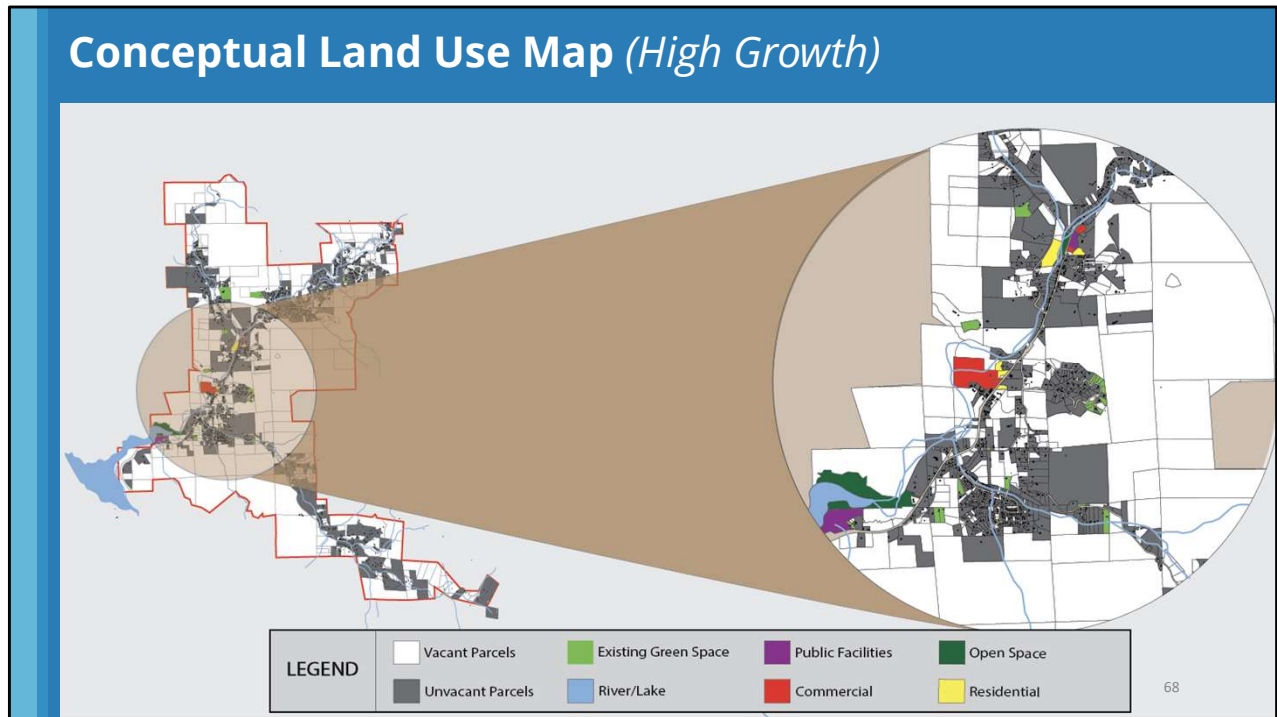 Conceptual Land Use Map (High Growth)
LEGEND
Vacant Parcels
Existing Green Space
Public Facilities
Open Space
Unvacant Parcels
River/Lake
Commercial
Residential
68